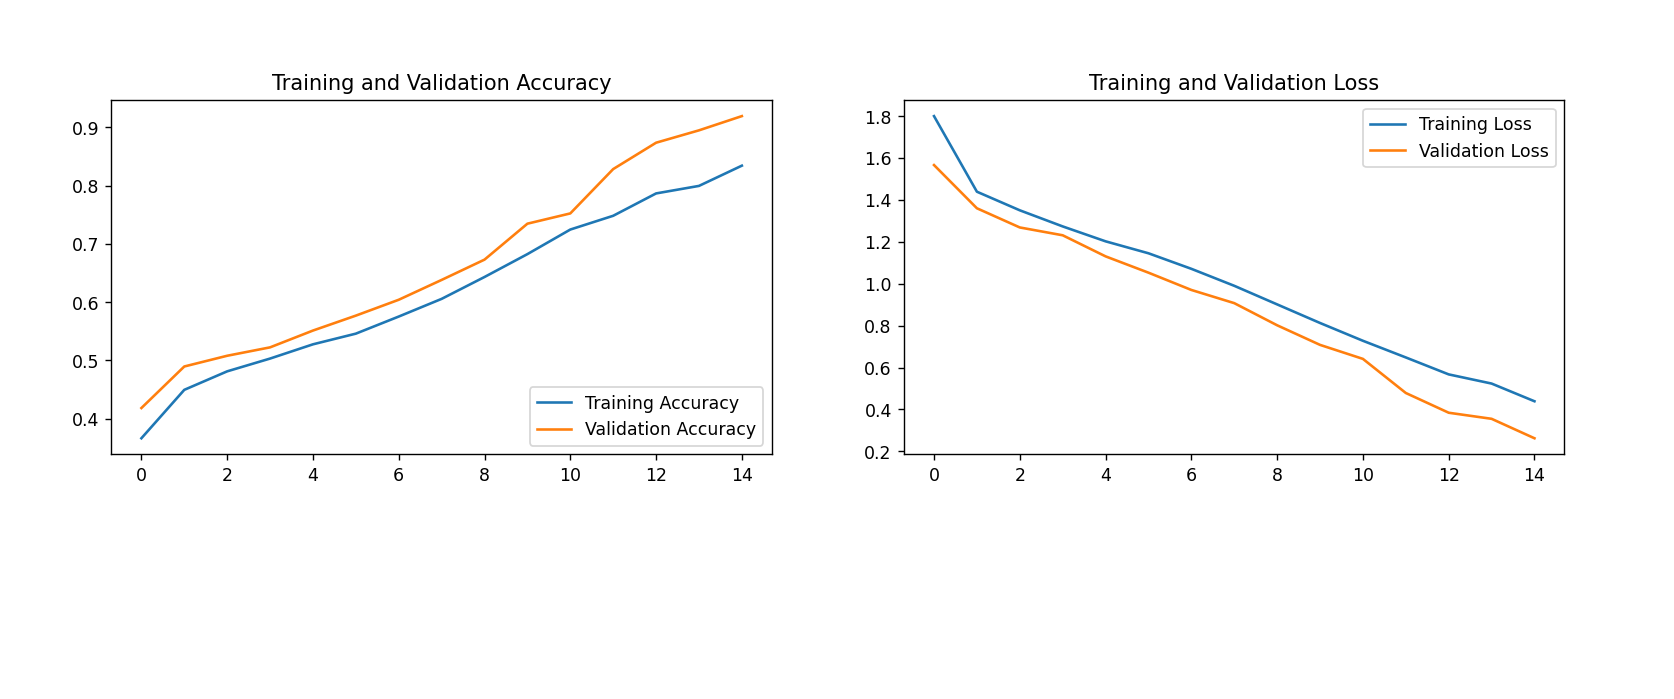 Training and Validation Accuracy
0.9
0.8
0.7
0.6
0.5
0.4
0 2 4 6 8 10 12 14
Training Accuracy
Validation Accuracy
Training and Validation Loss
1.8
1.6
1.4
1.2
1.0
0.8
0.6
0.4
0.2
0 2 4 6 8 10 12 14
Training Loss
Validation Loss